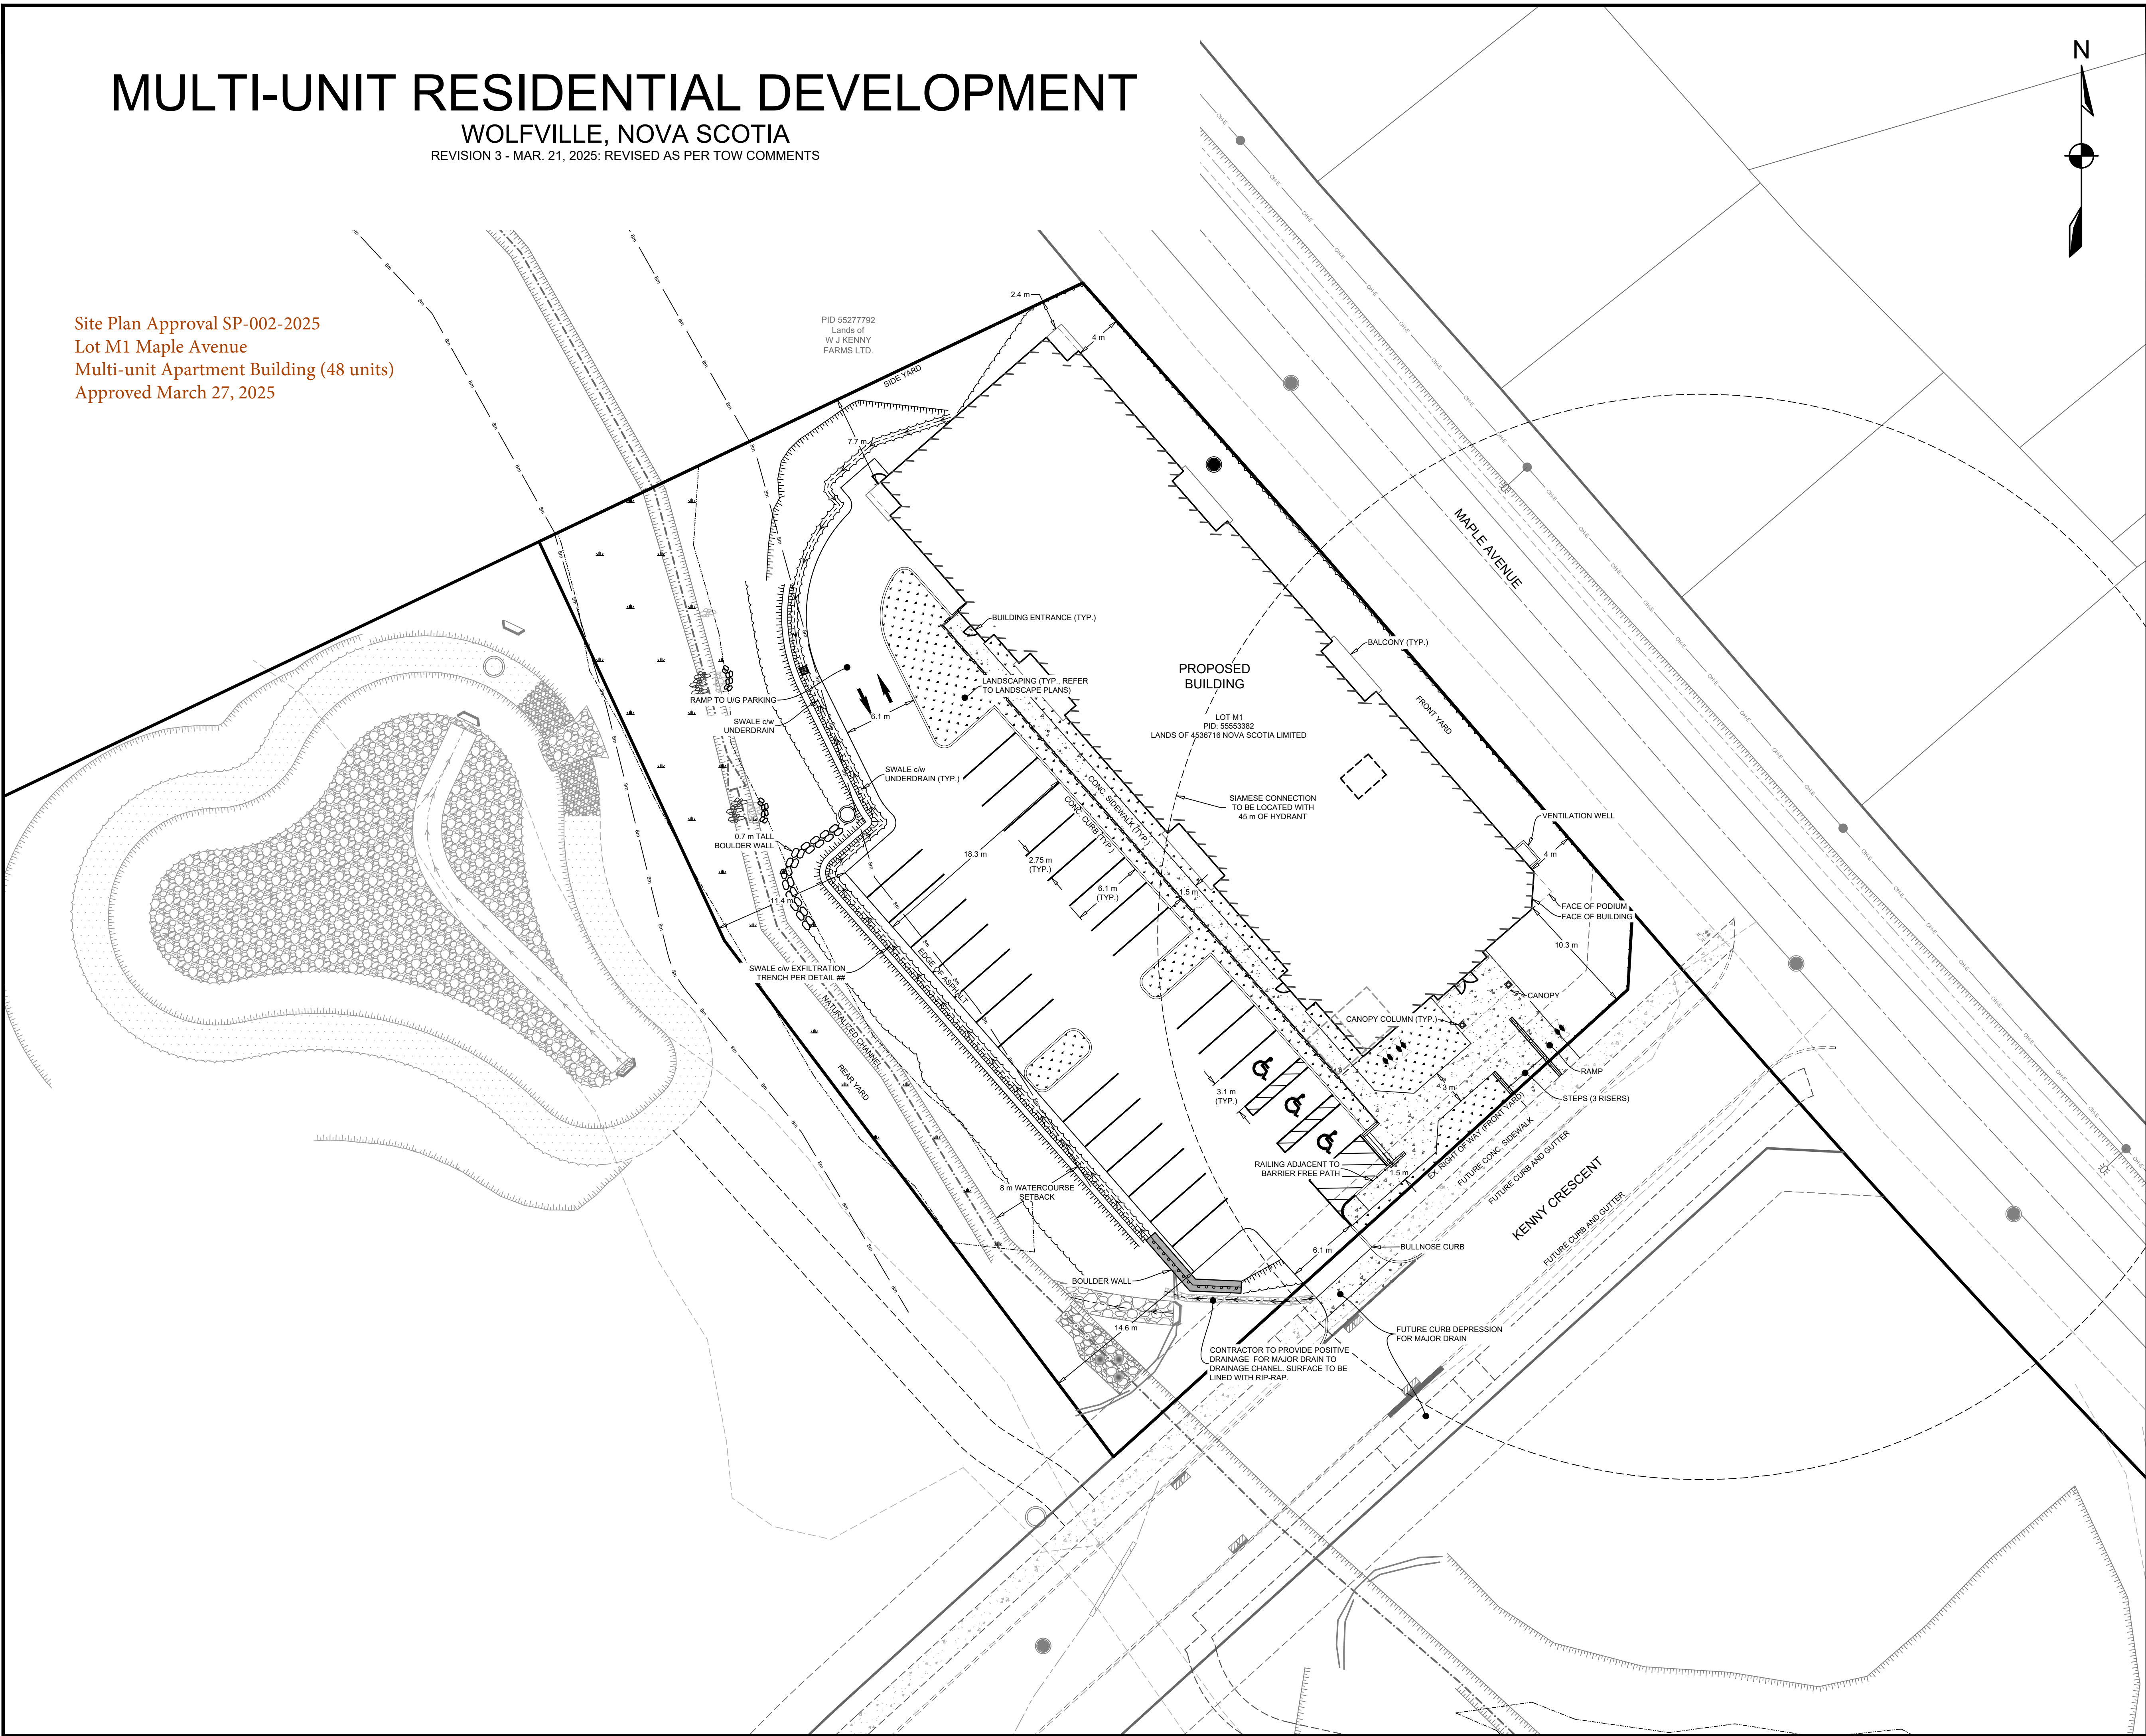 MULTI-UNIT RESIDENTIAL DEVELOPMENT
WOLFVILLE, NOVA SCOTIA
REVISION 3 - MAR. 21, 2025: REVISED AS PER TOW COMMENTS
N
Site Plan Approval SP-002-2025
Lot M1 Maple Avenue
Multi-unit Apartment Building (48 units)
Approved March 27, 2025
PID 55277792
Lands of
W J KENNY
FARMS LTD.
2.4 m
4 m
SIDE YARD
7.7 m
MAPLE AVENUE
BUILDING ENTRANCE (TYP.)
BALCONY (TYP.)
PROPOSED
BUILDING
LANDSCAPING (TYP., REFER
TO LANDSCAPE PLANS)
RAMP TO U/G PARKING
6.1 m
FRONT YARD
LOT M1
PID: 55553382
LANDS OF 4536716 NOVA SCOTIA LIMITED
SWALE c/w
UNDERDRAIN
SWALE c/w
UNDERDRAIN (TYP.)
CONC. SIDEWALK (TYP.)
CONC. CURB (TYP.)
SIAMESE CONNECTION
TO BE LOCATED WITH
45 m OF HYDRANT
VENTILATION WELL
0.7 m TALL
BOULDER WALL
18.3 m
2.75 m
(TYP.)
4 m
6.1 m
(TYP.)
1.5 m
11.4 m
FACE OF PODIUM
FACE OF BUILDING
10.3 m
SWALE c/w EXFILTRATION
TRENCH PER DETAIL ##
EDGE OF ASPHALT
NATURALIZED CHANNEL
CANOPY
CANOPY COLUMN (TYP.)
REAR YARD
RAMP
3.1 m
(TYP.)
3 m
STEPS (3 RISERS)
EX. RIGHT OF WAY (FRONT YARD)
FUTURE CONC. SIDEWALK
FUTURE CURB AND GUTTER
RAILING ADJACENT TO
BARRIER FREE PATH
1.5 m
KENNY CRESCENT
8 m WATERCOURSE
SETBACK
FUTURE CURB AND GUTTER
6.1 m
BULLNOSE CURB
BOULDER WALL
14.6 m
FUTURE CURB DEPRESSION
FOR MAJOR DRAIN
CONTRACTOR TO PROVIDE POSITIVE
DRAINAGE FOR MAJOR DRAIN TO
DRAINAGE CHANEL. SURFACE TO BE
LINED WITH RIP-RAP.